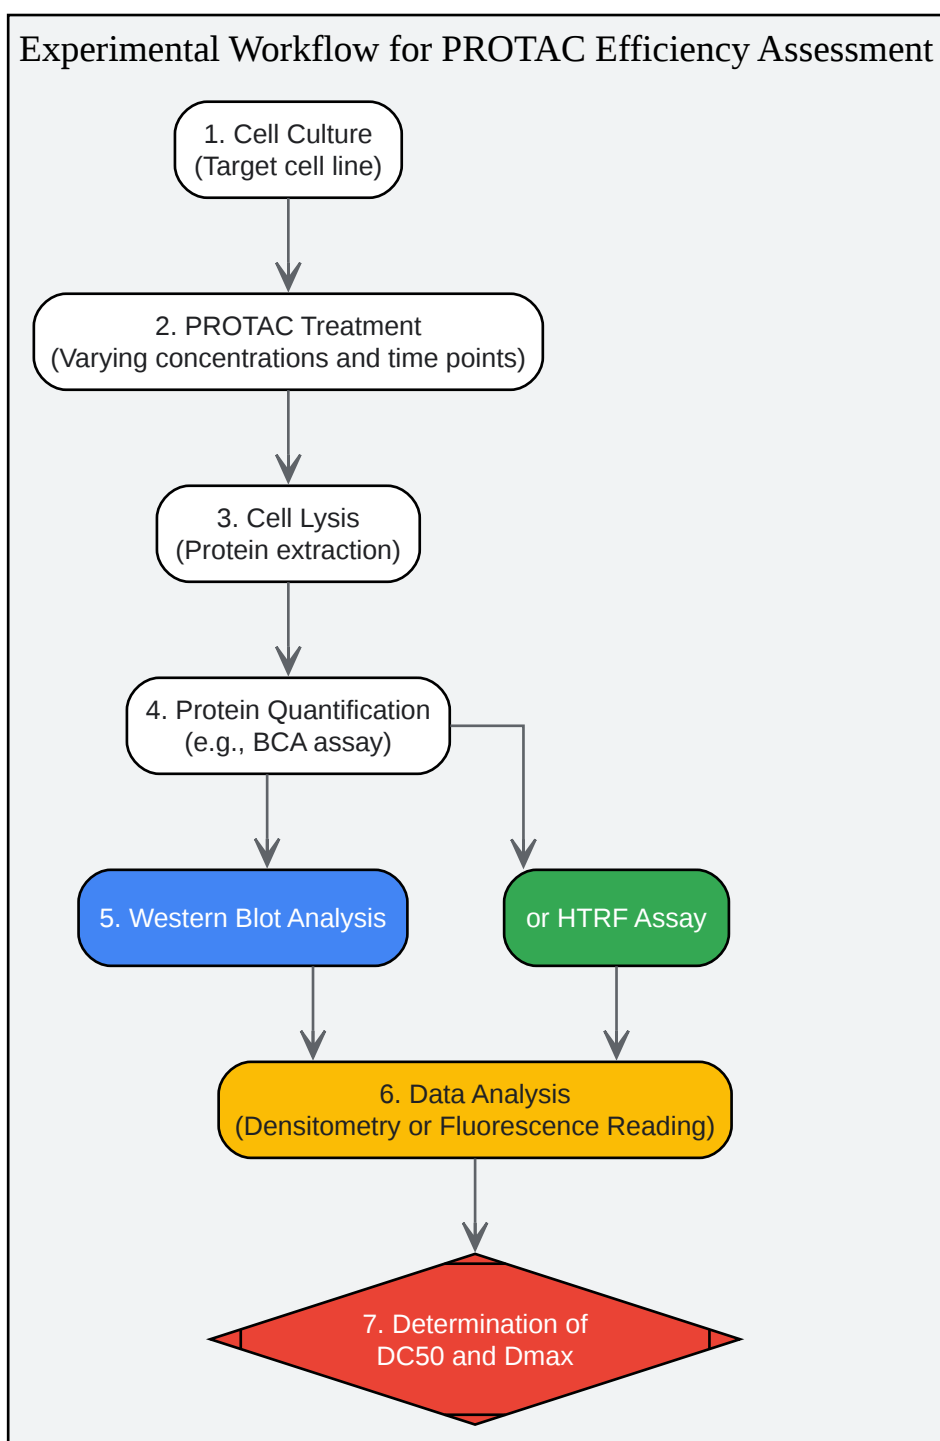 Experimental Workflow for PROTAC Efficiency Assessment
1. Cell Culture
(Target cell line)
2. PROTAC Treatment
(Varying concentrations and time points)
3. Cell Lysis
(Protein extraction)
4. Protein Quantification
(e.g., BCA assay)
5. Western Blot Analysis
or HTRF Assay
6. Data Analysis
(Densitometry or Fluorescence Reading)
7. Determination of
DC50 and Dmax